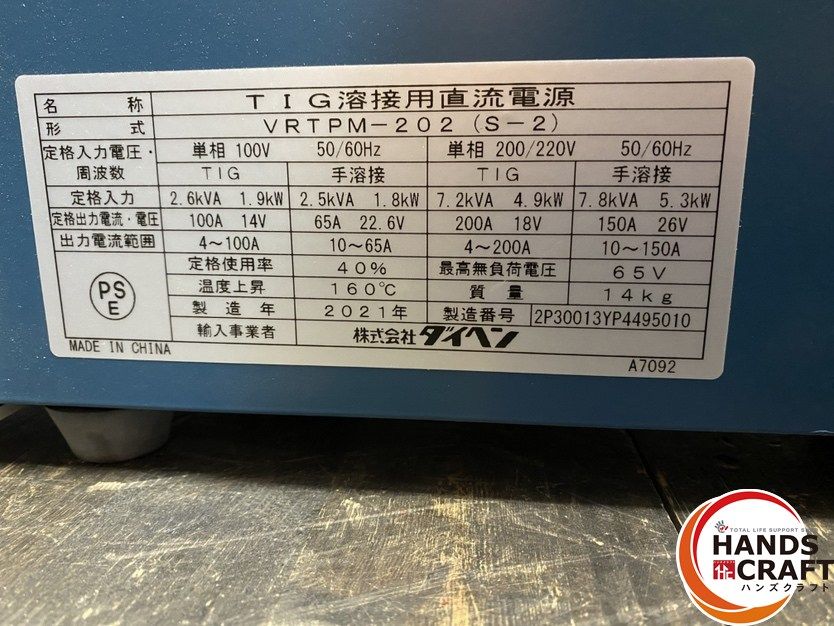 名 称 TIG溶接用直流電源
形 式 VRTPM-202(S-2)
定格入力電圧・周波数 単相 100V 50/60Hz 単相 200/220V 50/60Hz
TIG 手溶接 TIG 手溶接
定格入力 2.6kVA 1.9kW 2.5kVA 1.8kW 7.2kVA 4.9kW 7.8kVA 5.3kW
定格出力電流・電圧 100A 14V 65A 22.6V 200A 18V 150A 26V
出力電流範囲 4～100A 10～65A 4～200A 10～150A
PS
E
定格使用率 40% 最高無負荷電圧 65V
温度上昇 160℃ 質量 14kg
製造年 2021年 製造番号 2P30013YP4495010
輸入事業者 株式会社ダイヘン
MADE IN CHINA
A7092
TOTAL LIFE SUPPORT
HANDS
CRAFT
ハンズクラフト